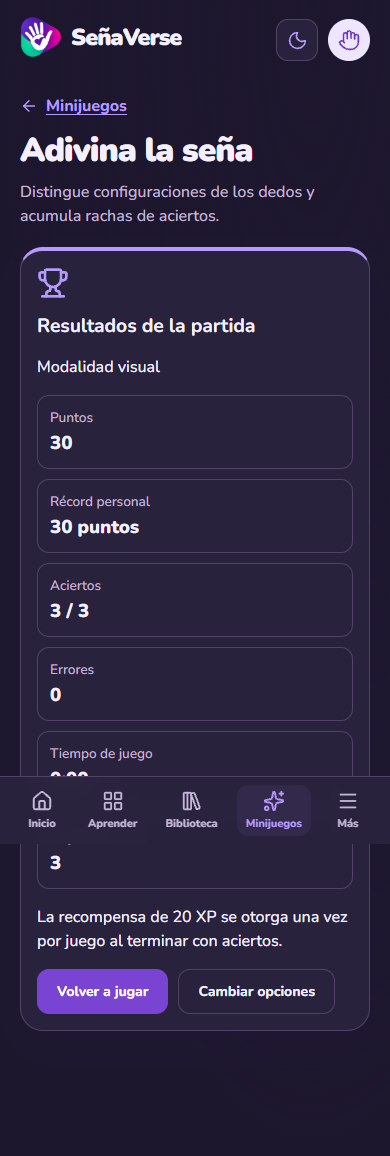 SeñaVerse
Minijuegos
Adivina la seña
Distingue configuraciones de los dedos y
acumula rachas de aciertos.
Resultados de la partida
Modalidad visual
Puntos
30
Récord personal
30 puntos
Aciertos
3 / 3
Errores
0
Tiempo de juego
Inicio
Aprender
Biblioteca
Minijuegos
Más
3
La recompensa de 20 XP se otorga una vez
por juego al terminar con aciertos.
Volver a jugar
Cambiar opciones